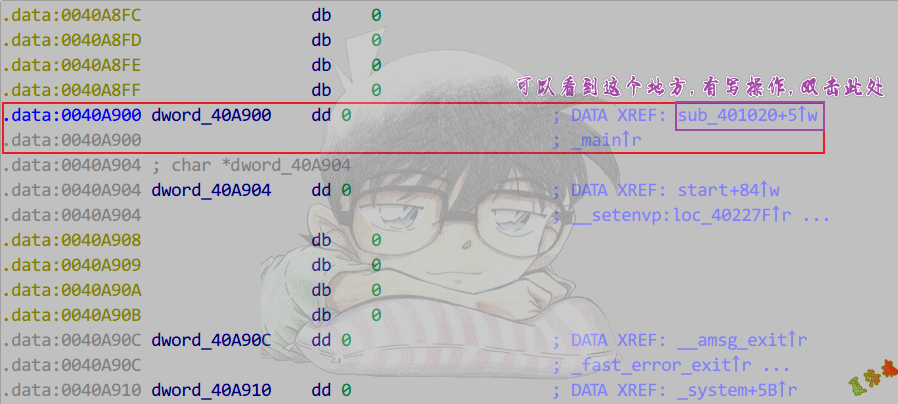 .data:0040A8FC db 0
.data:0040A8FD db 0
.data:0040A8FE db 0
.data:0040A8FF db 0
可以看到这个地方,有写操作,双击此处
.data:0040A900 dword_40A900 dd 0 ; DATA XREF: sub_401020+5↑w
.data:0040A900 ; _main↑r
.data:0040A904 ; char *dword_40A904
.data:0040A904 dword_40A904 dd 0 ; DATA XREF: start+84↑w
.data:0040A904 ; __setenvp:loc_40227F↑r ...
.data:0040A908 db 0
.data:0040A909 db 0
.data:0040A90A db 0
.data:0040A90B db 0
.data:0040A90C dword_40A90C dd 0 ; DATA XREF: __amsg_exit↑r
.data:0040A90C ; _fast_error_exit↑r ...
.data:0040A910 dword_40A910 dd 0 ; DATA XREF: _system+5B↑r